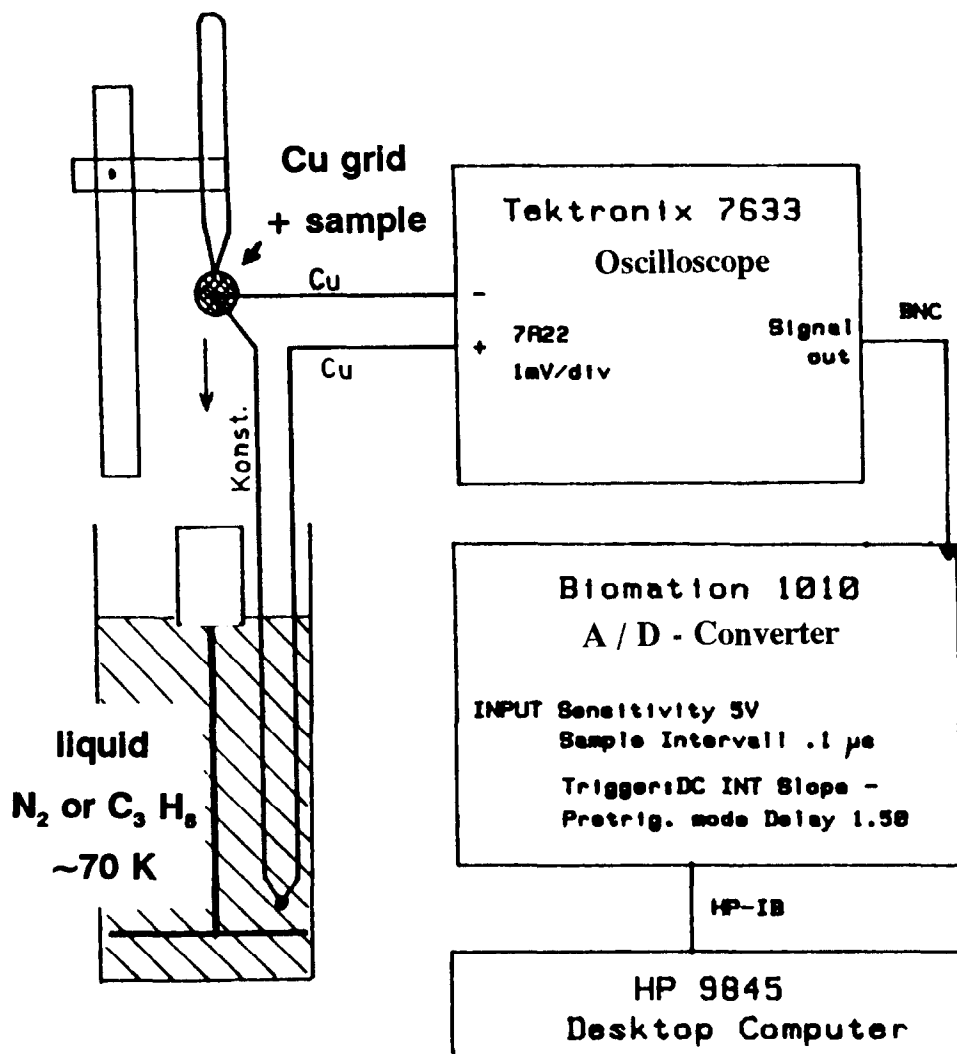 Cu grid
+ sample
Cu
Cu
Konst.
liquid
N₂ or C₃ H₈
~70 K
Tektronix 7633
Oscilloscope
-
+
7A22
1mV/div
Signal
out
BNC
Biomation 1010
A / D - Converter
INPUT Sensitivity 5V
Sample Intervall .1 µs
Trigger:DC INT Slope -
Pretrig. mode Delay 1.50
HP-IB
HP 9845
Desktop Computer